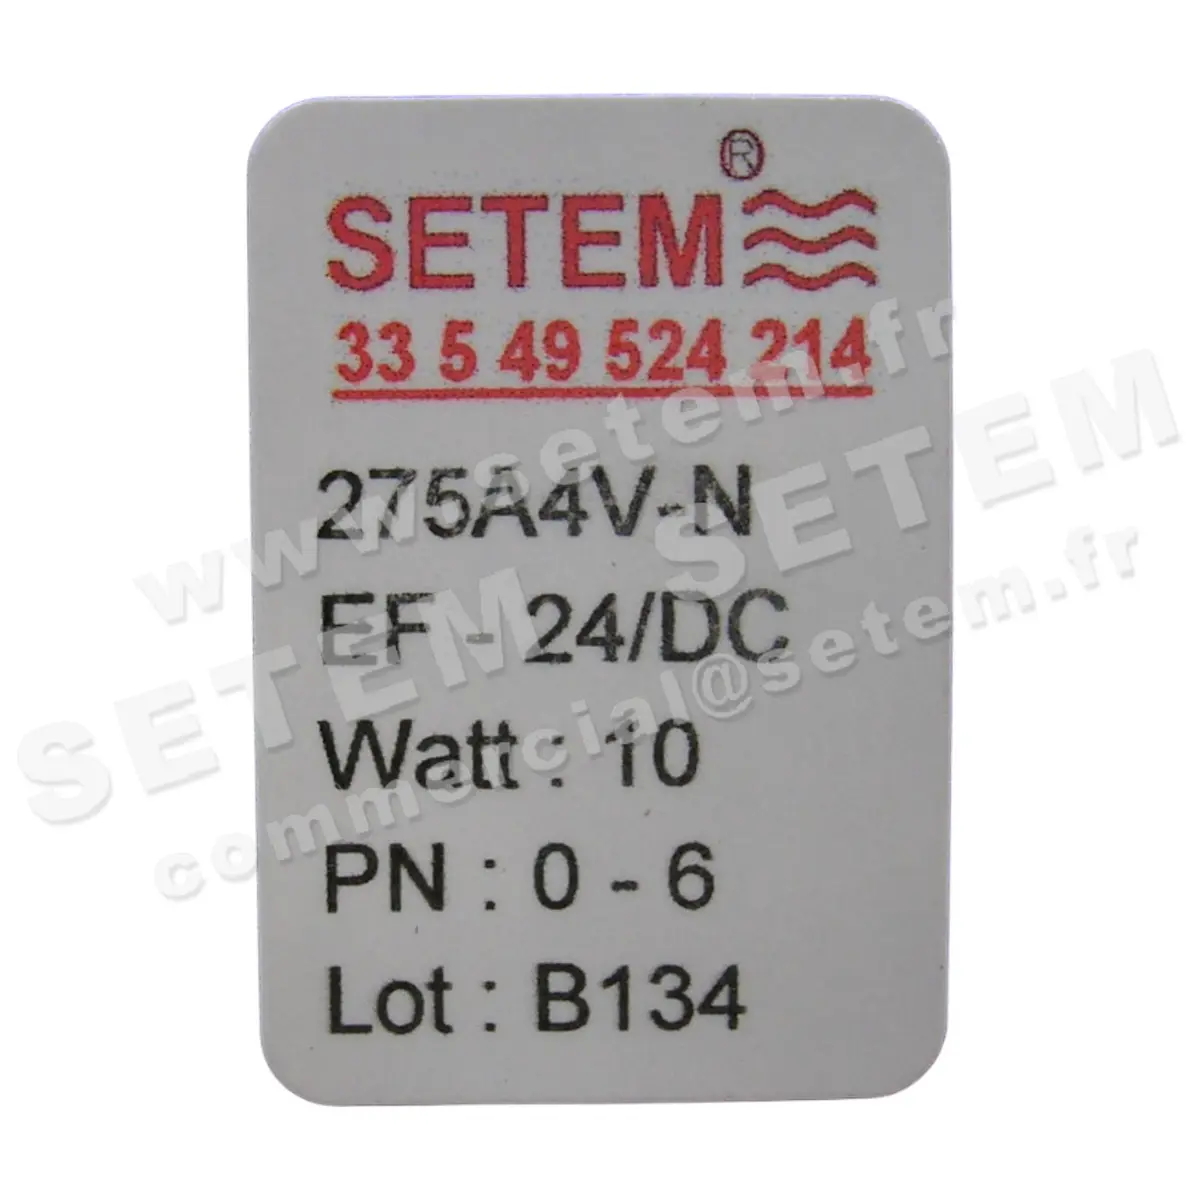 SETEM®
33 5 49 524 214
275A4V-N
EF - 24/DC
Watt : 10
PN : 0 - 6
Lot : B134
www.setem.fr
SETEM SETEM
commercial@setem.fr